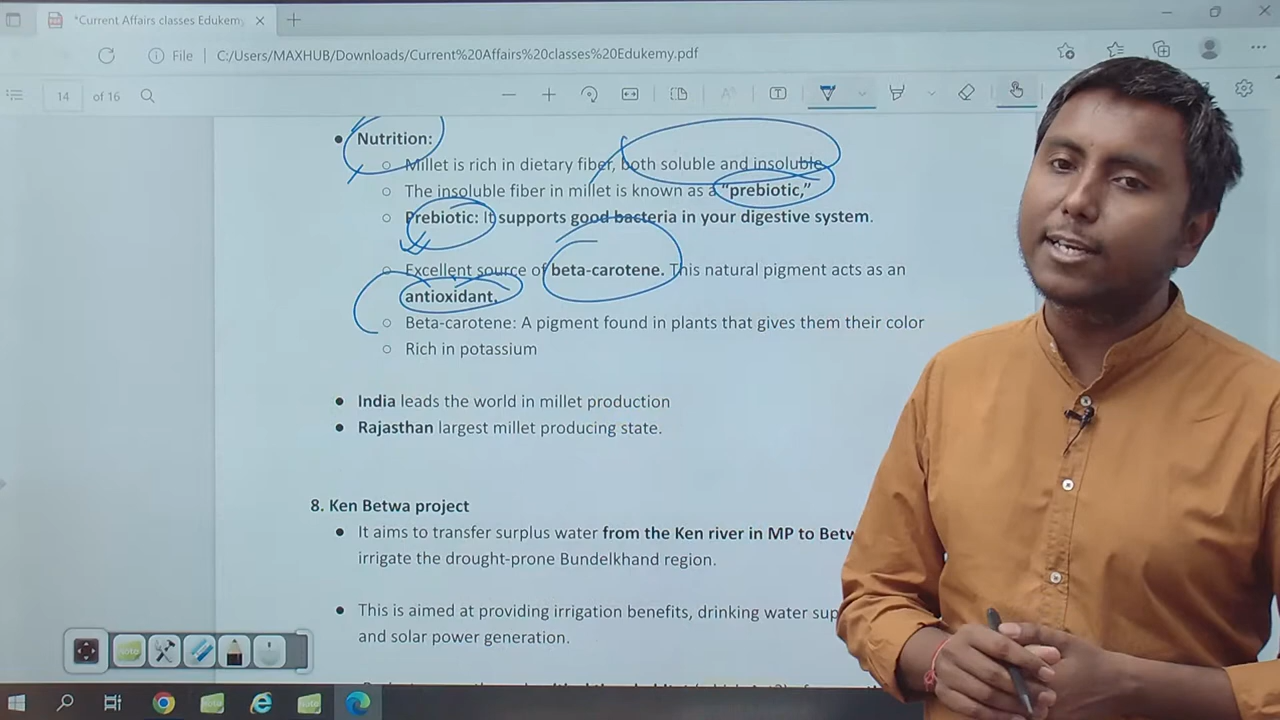 *Current Affairs classes Edukem
File C:/Users/MAXHUB/Downloads/Current%20Affairs%20classes%20Edukemy.pdf
14 of 16
Nutrition:
Millet is rich in dietary fiber, both soluble and insoluble
The insoluble fiber in millet is known as a "prebiotic,"
Prebiotic: It supports good bacteria in your digestive system.
Excellent source of beta-carotene. This natural pigment acts as an
antioxidant.
Beta-carotene: A pigment found in plants that gives them their color
Rich in potassium
India leads the world in millet production
Rajasthan largest millet producing state.
8. Ken Betwa project
It aims to transfer surplus water from the Ken river in MP to Betw
irrigate the drought-prone Bundelkhand region.
This is aimed at providing irrigation benefits, drinking water sup
and solar power generation.